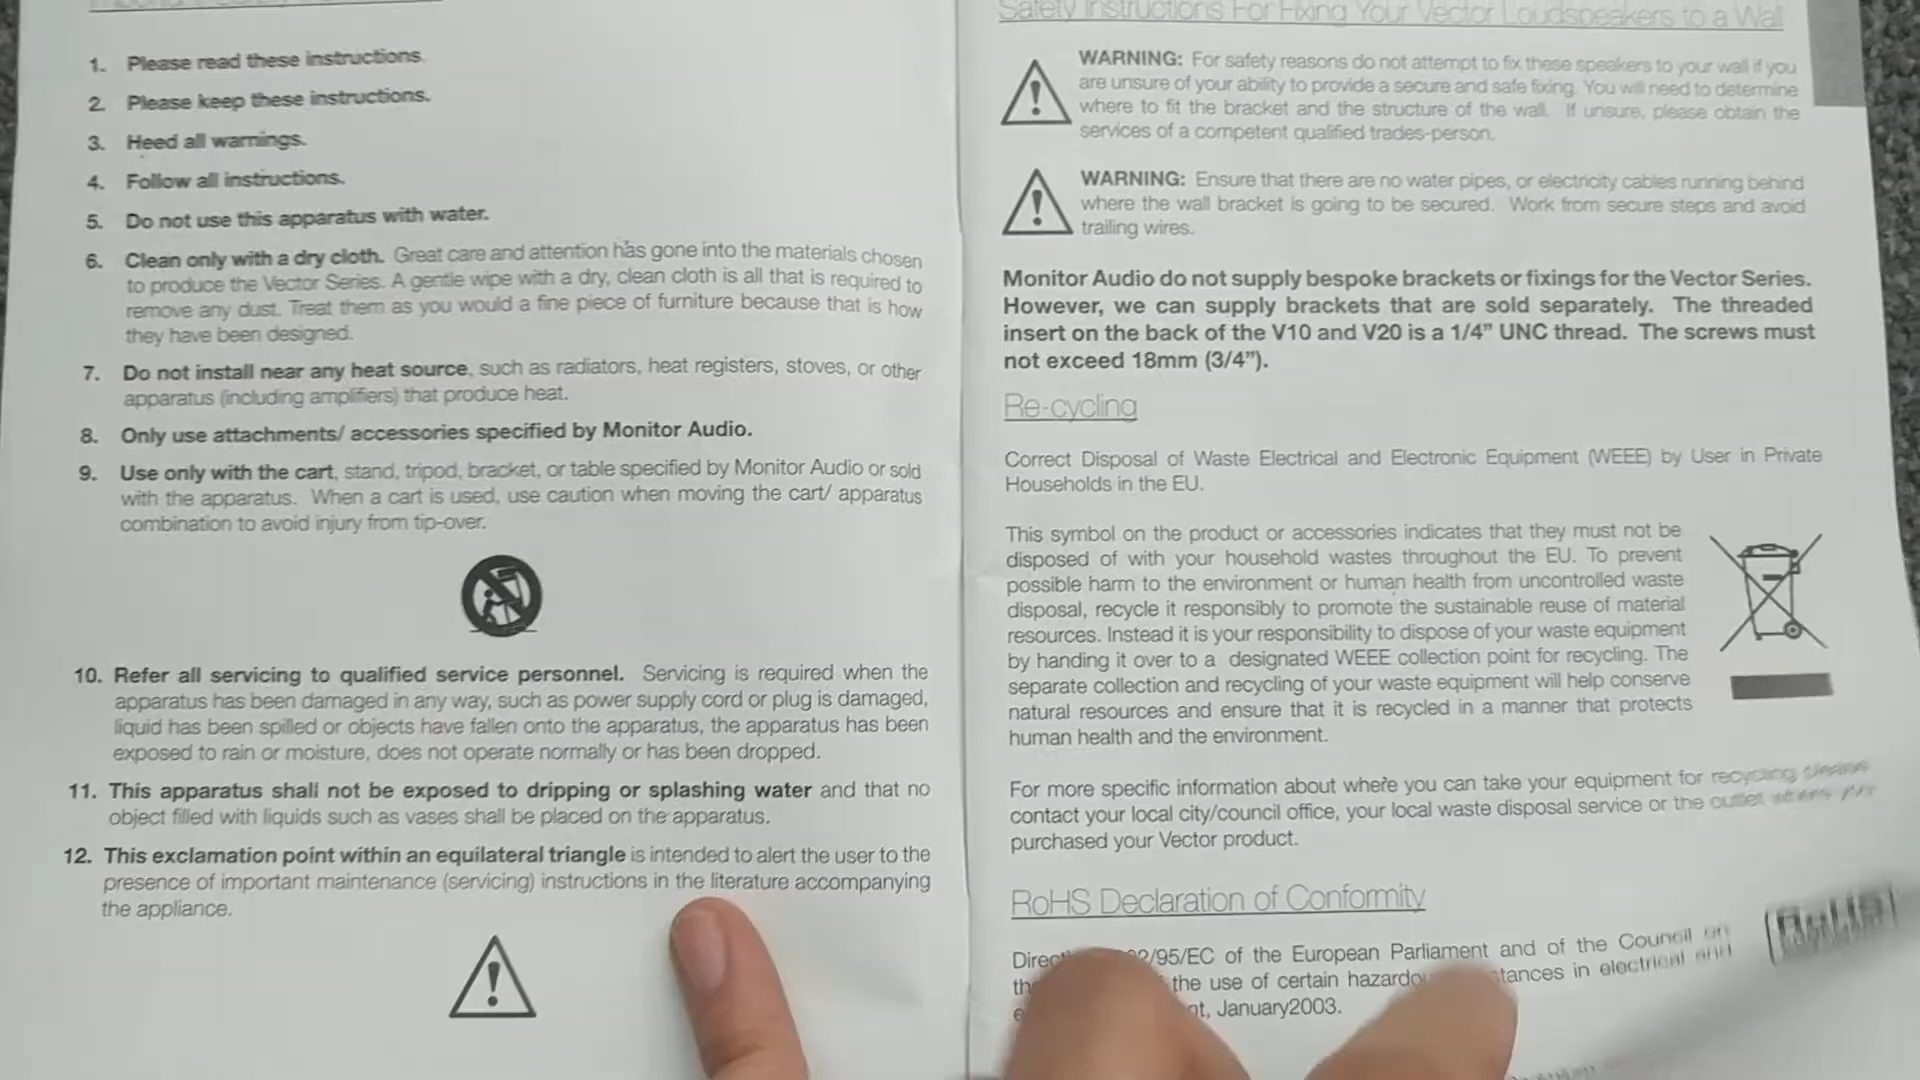 1. Please read these instructions.
2. Please keep these instructions.
3. Heed all warnings.
4. Follow all instructions.
5. Do not use this apparatus with water.
6. Clean only with a dry cloth. Great care and attention has gone into the materials chosen
to produce the Vector Series. A gentle wipe with a dry, clean cloth is all that is required to
remove any dust. Treat them as you would a fine piece of furniture because that is how
they have been designed.
7. Do not install near any heat source, such as radiators, heat registers, stoves, or other
apparatus (including amplifiers) that produce heat.
8. Only use attachments/ accessories specified by Monitor Audio.
9. Use only with the cart, stand, tripod, bracket, or table specified by Monitor Audio or sold
with the apparatus. When a cart is used, use caution when moving the cart/ apparatus
combination to avoid injury from tip-over.
10. Refer all servicing to qualified service personnel. Servicing is required when the
apparatus has been damaged in any way, such as power supply cord or plug is damaged,
liquid has been spilled or objects have fallen onto the apparatus, the apparatus has been
exposed to rain or moisture, does not operate normally or has been dropped.
11. This apparatus shall not be exposed to dripping or splashing water and that no
object filled with liquids such as vases shall be placed on the apparatus.
12. This exclamation point within an equilateral triangle is intended to alert the user to the
presence of important maintenance (servicing) instructions in the literature accompanying
the appliance.
Safety Instructions For Fixing Your Vector Loudspeakers to a Wall
WARNING: For safety reasons do not attempt to fix these speakers to your wall if you
are unsure of your ability to provide a secure and safe fixing. You will need to determine
where to fit the bracket and the structure of the wall. If unsure, please obtain the
services of a competent qualified trades-person.
WARNING: Ensure that there are no water pipes, or electricity cables running behind
where the wall bracket is going to be secured. Work from secure steps and avoid
trailing wires.
Monitor Audio do not supply bespoke brackets or fixings for the Vector Series.
However, we can supply brackets that are sold separately. The threaded
insert on the back of the V10 and V20 is a 1/4" UNC thread. The screws must
not exceed 18mm (3/4").
Re-cycling
Correct Disposal of Waste Electrical and Electronic Equipment (WEEE) by User in Private
Households in the EU.
This symbol on the product or accessories indicates that they must not be
disposed of with your household wastes throughout the EU. To prevent
possible harm to the environment or human health from uncontrolled waste
disposal, recycle it responsibly to promote the sustainable reuse of material
resources. Instead it is your responsibility to dispose of your waste equipment
by handing it over to a designated WEEE collection point for recycling. The
separate collection and recycling of your waste equipment will help conserve
natural resources and ensure that it is recycled in a manner that protects
human health and the environment.
For more specific information about where you can take your equipment for recycling please
contact your local city/council office, your local waste disposal service or the outlet where you
purchased your Vector product.
RoHS Declaration of Conformity
RoHS
/95/EC of the European Parliament and of the Council on
the use of certain hazardou tances in electrical and
January2003.